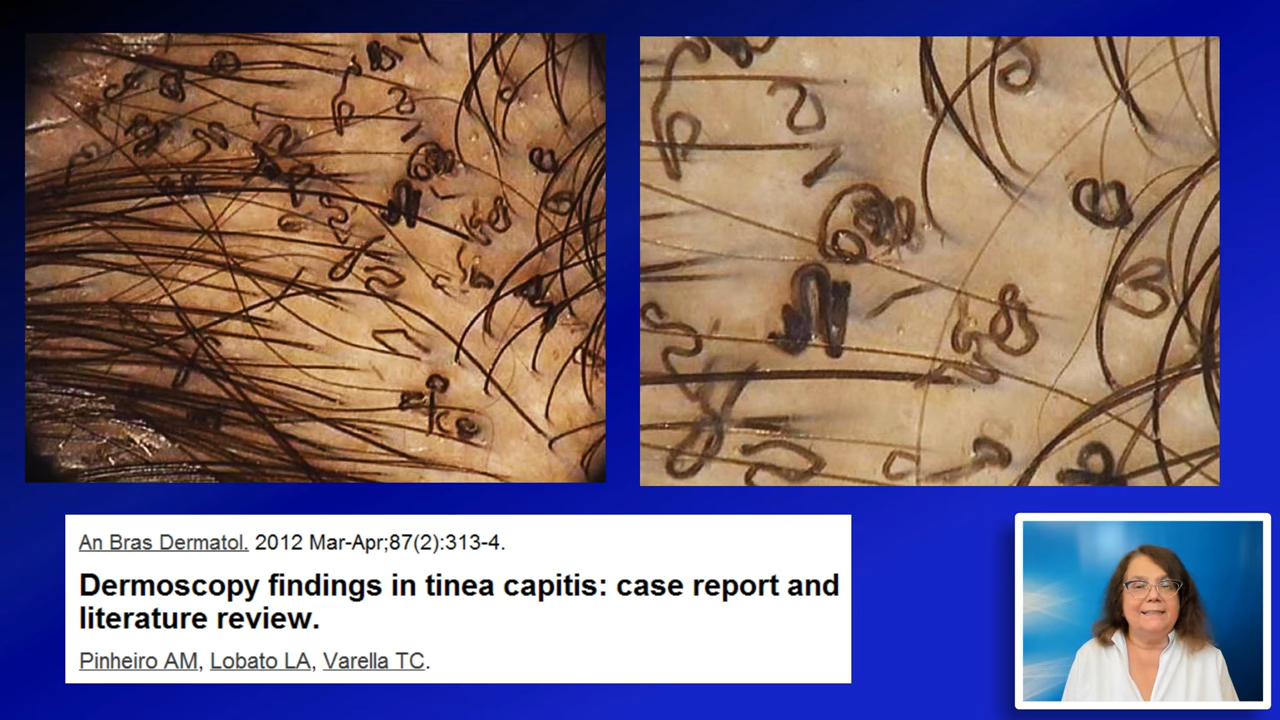 An Bras Dermatol. 2012 Mar-Apr;87(2):313-4.
Dermoscopy findings in tinea capitis: case report and
literature review.
Pinheiro AM, Lobato LA, Varella TC.